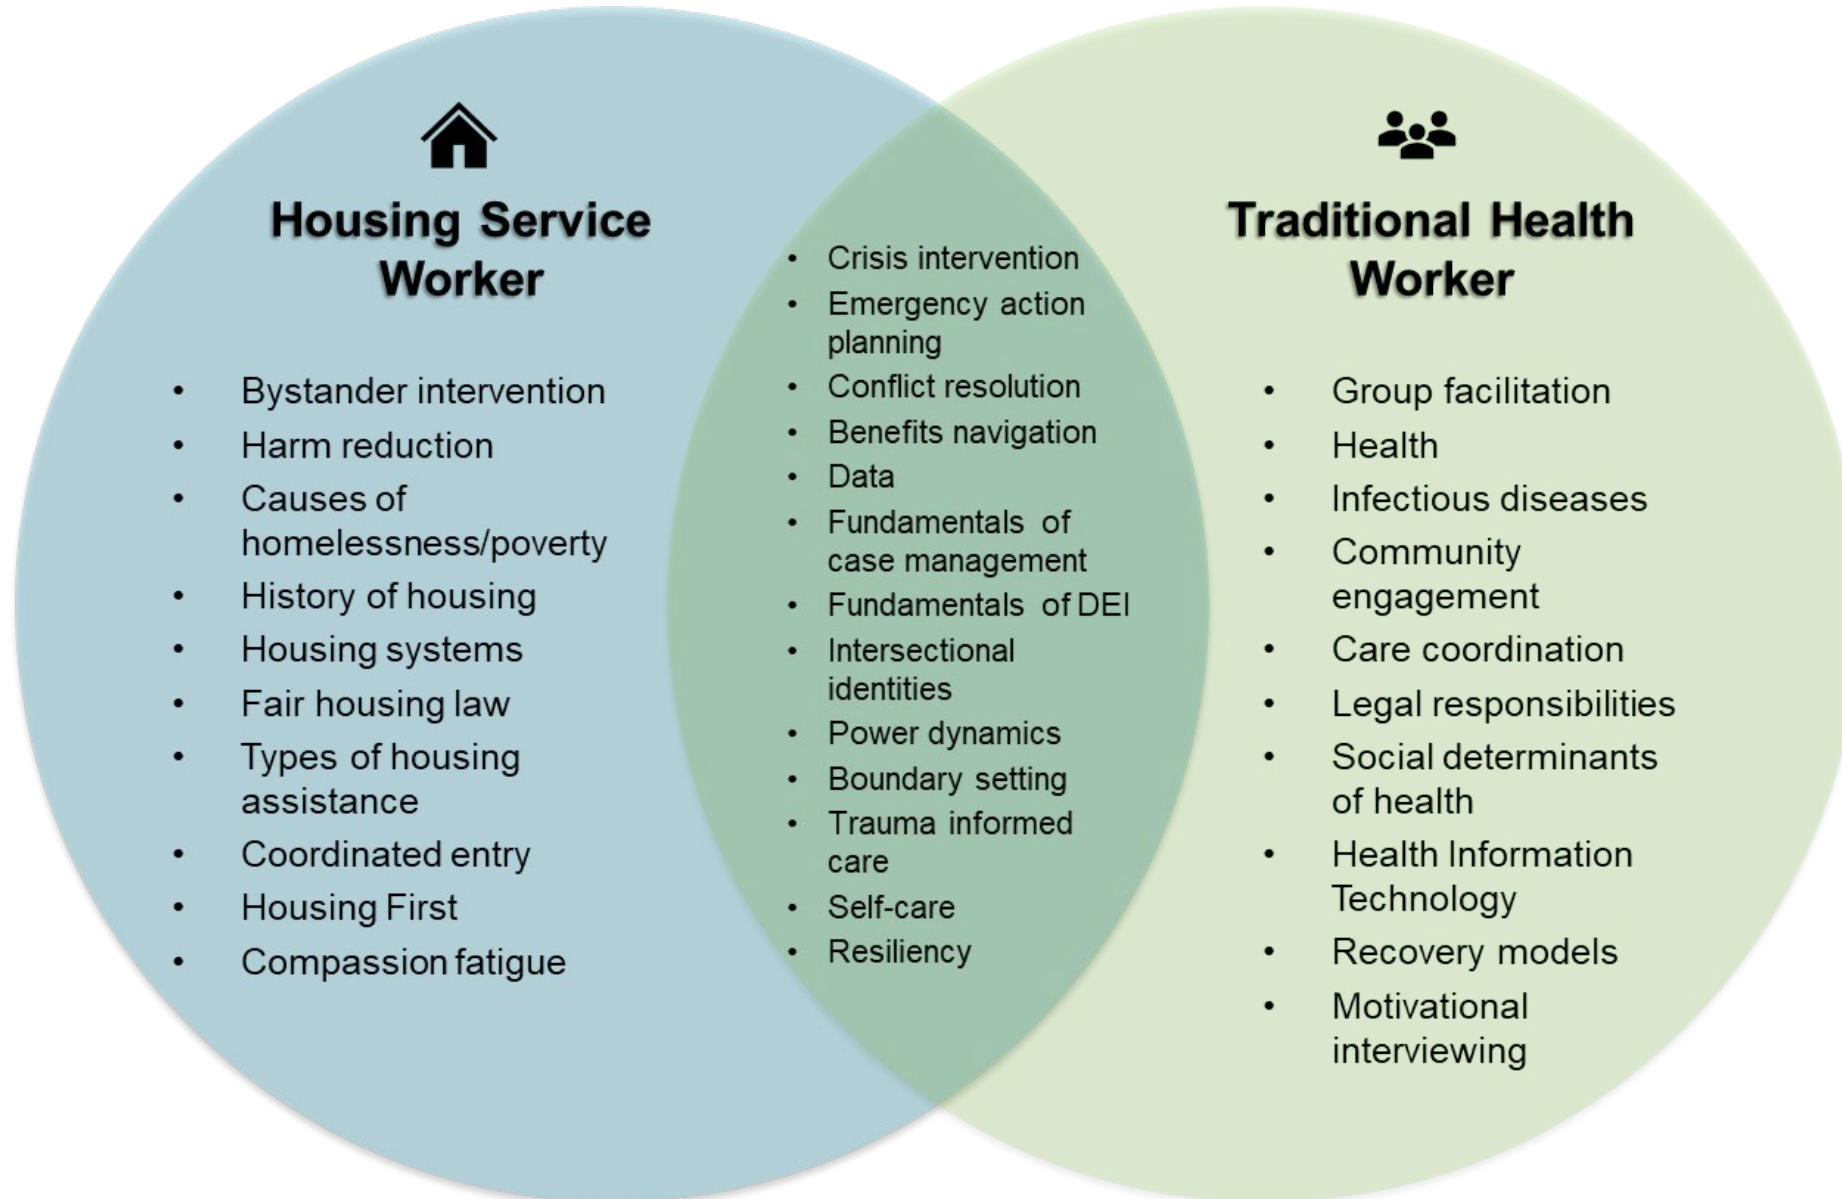 Housing Service
Worker
• Bystander intervention
• Harm reduction
• Causes of
homelessness/poverty
• History of housing
• Housing systems
• Fair housing law
• Types of housing
assistance
• Coordinated entry
• Housing First
• Compassion fatigue
• Crisis intervention
• Emergency action
planning
• Conflict resolution
• Benefits navigation
• Data
• Fundamentals of
case management
• Fundamentals of DEI
• Intersectional
identities
• Power dynamics
• Boundary setting
• Trauma informed
care
• Self-care
• Resiliency
Traditional Health
Worker
• Group facilitation
• Health
• Infectious diseases
• Community
engagement
• Care coordination
• Legal responsibilities
• Social determinants
of health
• Health Information
Technology
• Recovery models
• Motivational
interviewing